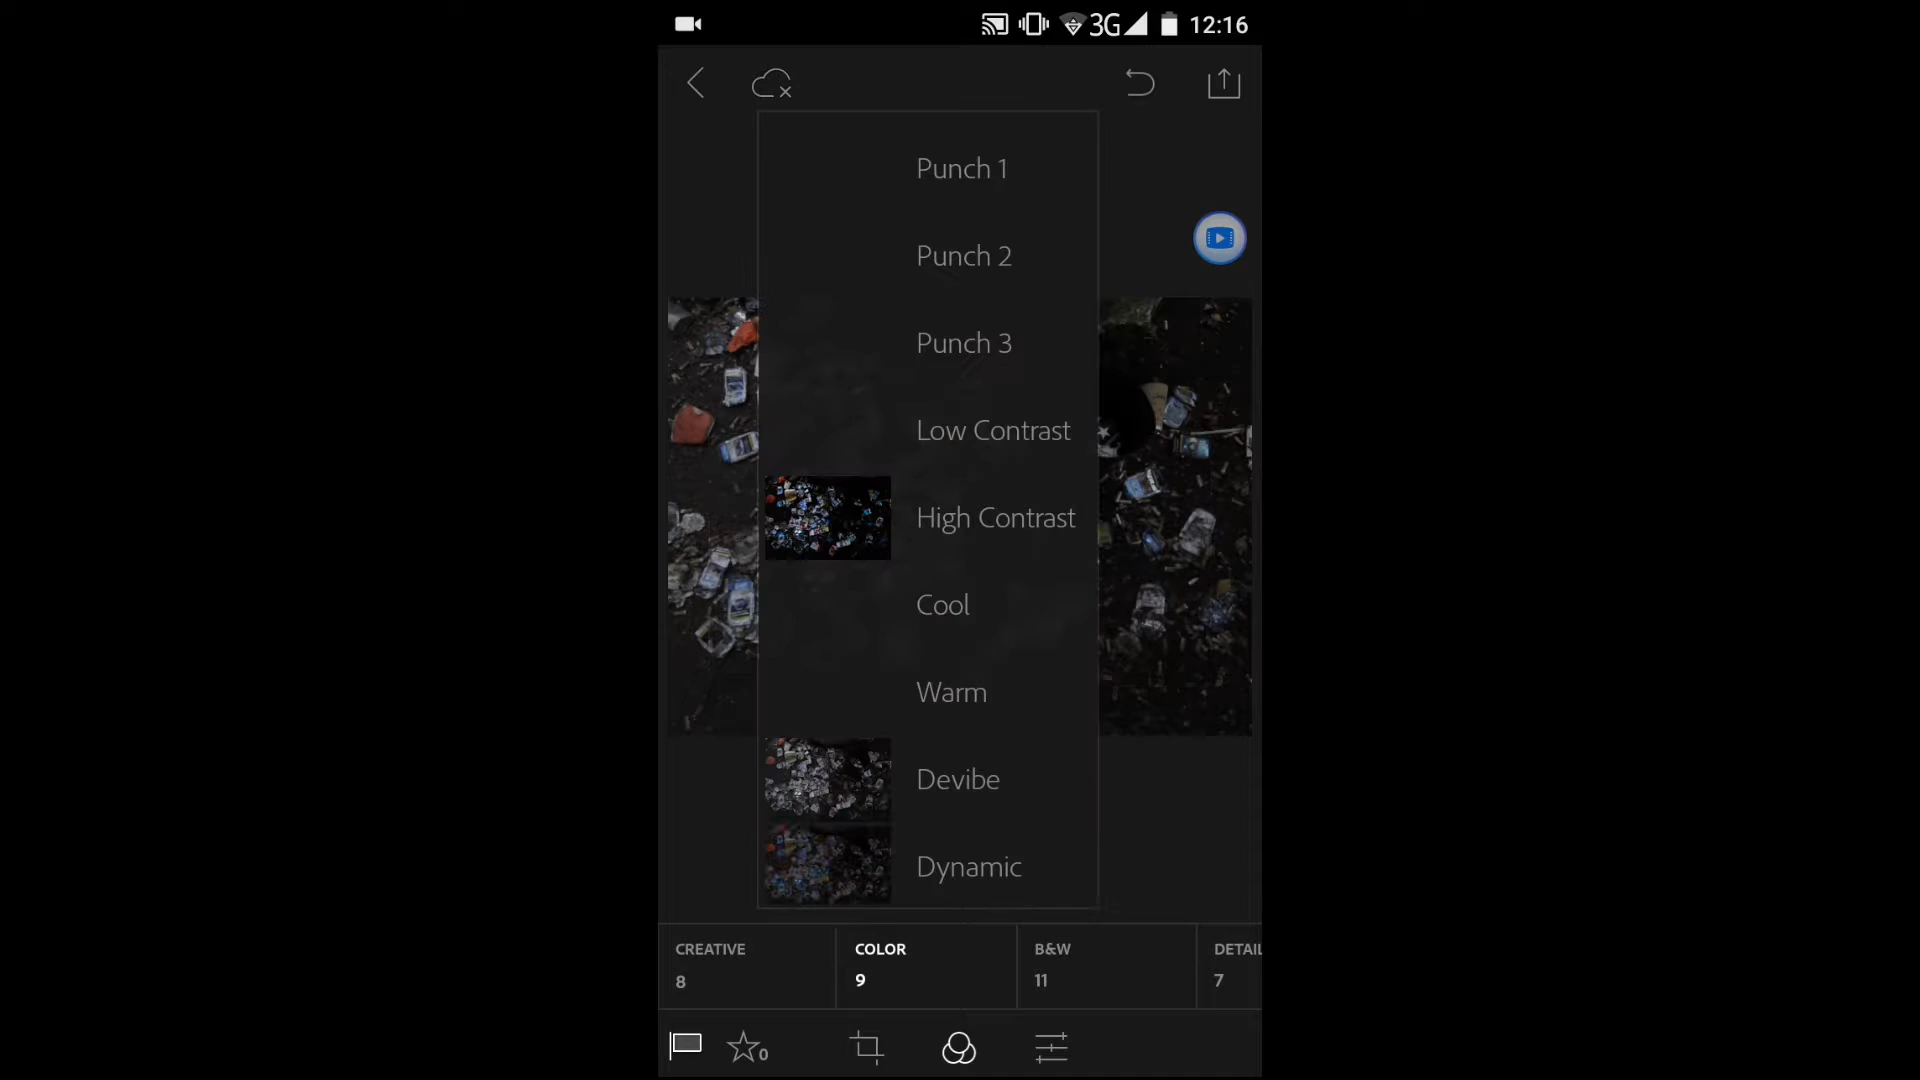 3G 12:16
Punch 1
Punch 2
Punch 3
Low Contrast
High Contrast
Cool
Warm
Devibe
Dynamic
CREATIVE COLOR B&W DETAIL
8 9 11 7
0